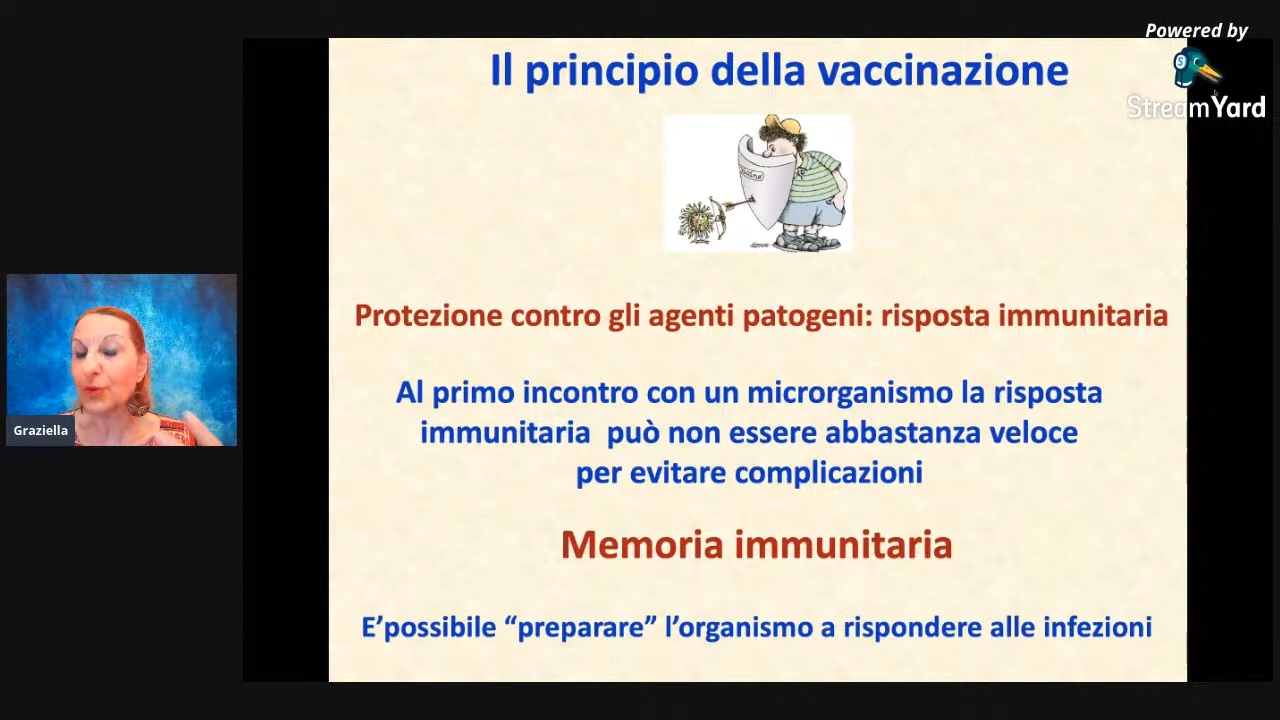 Powered by
StreamYard
Il principio della vaccinazione
Protezione contro gli agenti patogeni: risposta immunitaria
Al primo incontro con un microrganismo la risposta
immunitaria può non essere abbastanza veloce
per evitare complicazioni
Graziella
Memoria immunitaria
E’possibile “preparare” l’organismo a rispondere alle infezioni